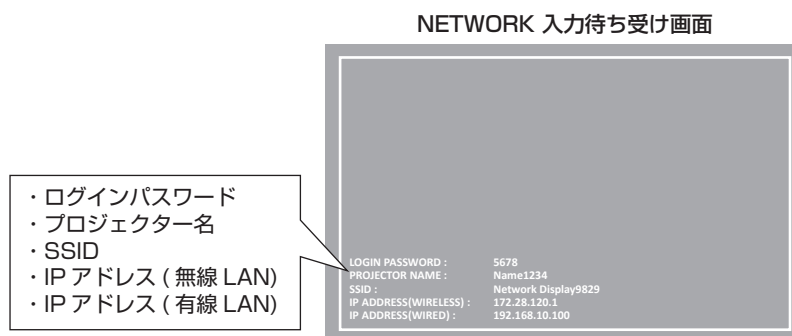 NETWORK 入力待ち受け画面
・ログインパスワード
・プロジェクター名
・SSID
・IP アドレス ( 無線 LAN)
・IP アドレス ( 有線 LAN)
LOGIN PASSWORD : 5678
PROJECTOR NAME : Name1234
SSID : Network Display9829
IP ADDRESS(WIRELESS) : 172.28.120.1
IP ADDRESS(WIRED) : 192.168.10.100